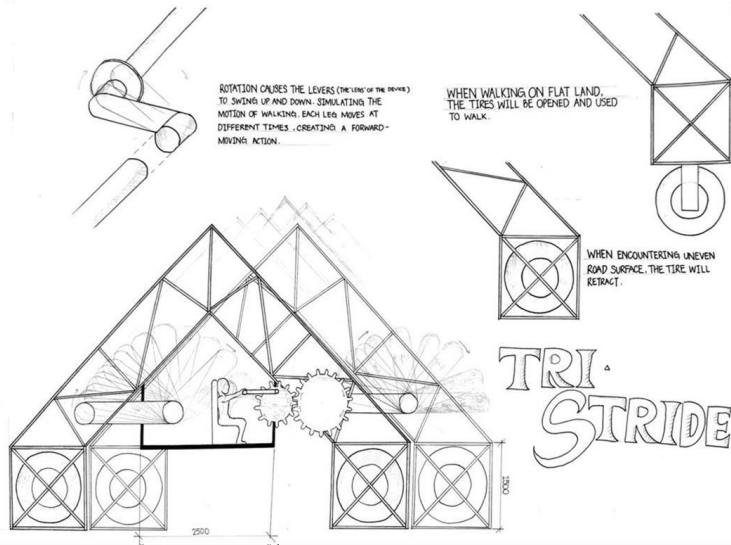 ROTATION CAUSES THE LEVERS (THE 'LEGS' OF THE DEVICE)
TO SWING UP AND DOWN. SIMULATING THE
MOTION OF WALKING. EACH LEG MOVES AT
DIFFERENT TIMES, CREATING A FORWARD-
MOVING ACTION.
WHEN WALKING ON FLAT LAND,
THE TIRES WILL BE OPENED AND USED
TO WALK.
WHEN ENCOUNTERING UNEVEN
ROAD SURFACE, THE TIRE WILL
RETRACT.
TRI.
STRIDE
2500
1500